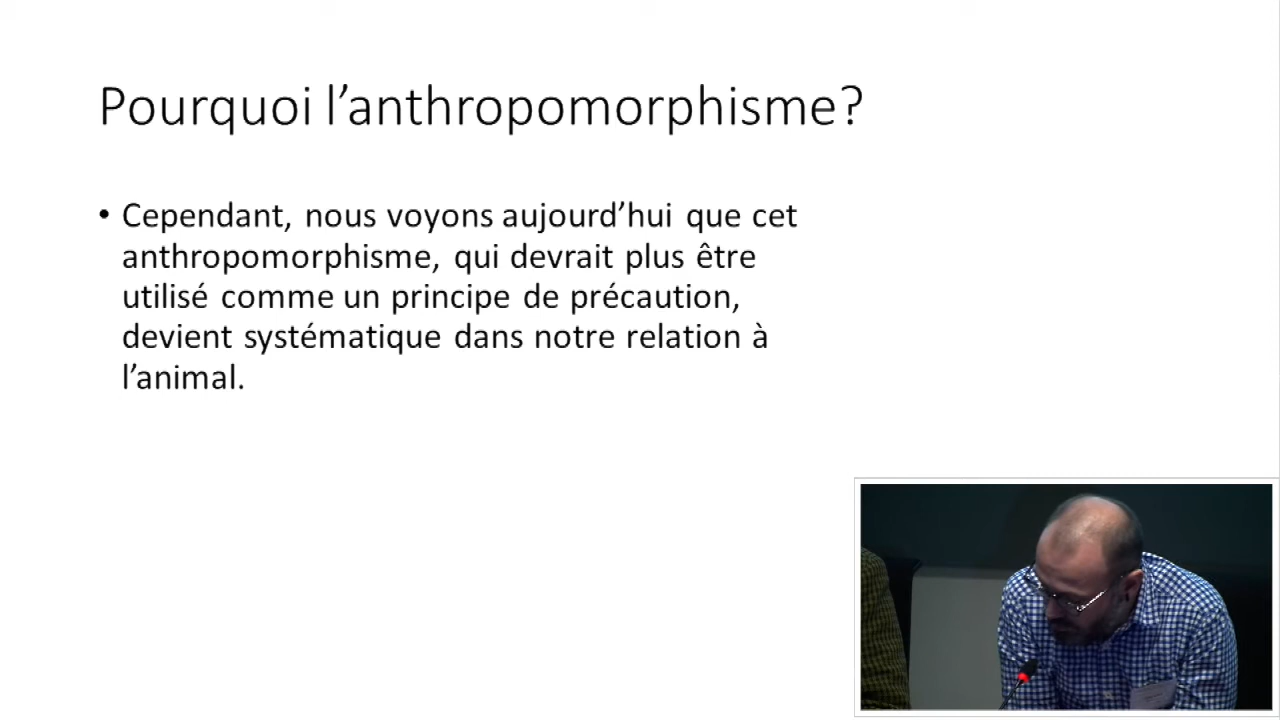 Pourquoi l’anthropomorphisme?
• Cependant, nous voyons aujourd’hui que cet
anthropomorphisme, qui devrait plus être
utilisé comme un principe de précaution,
devient systématique dans notre relation à
l’animal.